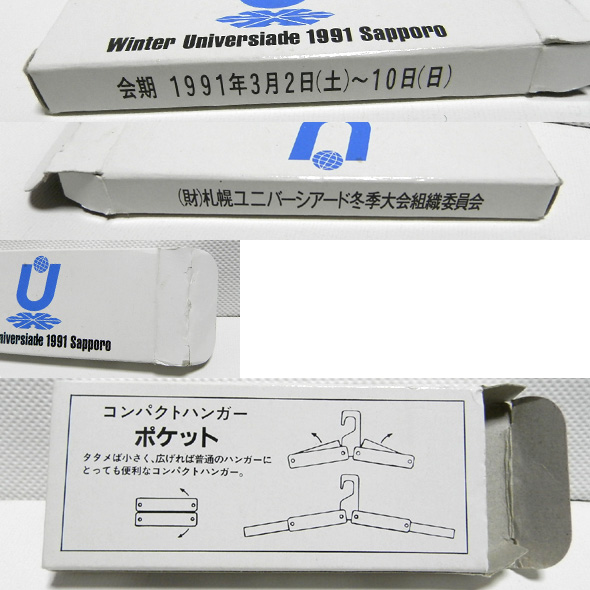 Winter Universiade 1991 Sapporo
会期 1991年3月2日(土)～10日(日)
(財)札幌ユニバーシアード冬季大会組織委員会
niversiade 1991 Sapporo
コンパクトハンガー
ポケット
タタメば小さく、広げれば普通のハンガーに
とっても便利なコンパクトハンガー。